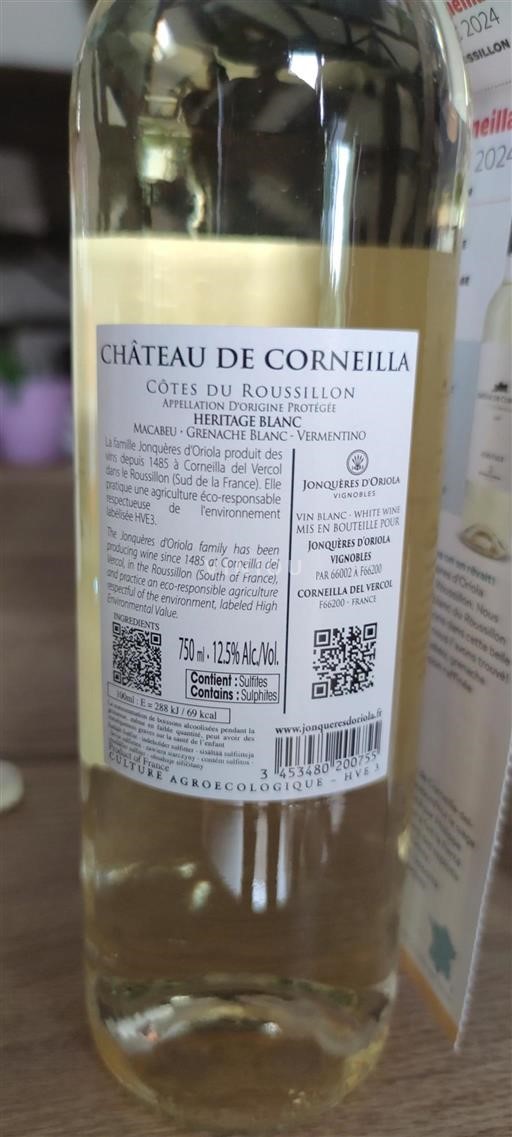 CHÂTEAU DE CORNEILLA
CÔTES DU ROUSSILLON
APPELLATION D'ORIGINE PROTÉGÉE
HERITAGE BLANC
MACABEU - GRENACHE BLANC - VERMENTINO
La famille Jonquères d'Oriola produit des
vins depuis 1485 à Corneilla del Vercol
dans le Roussillon (Sud de la France). Elle
pratique une agriculture éco-responsable
respectueuse de l'environnement
labélisée HVE3.
The Jonquères d'Oriola family has been
producing wine since 1485 at Corneilla del
Vercol, in the Roussillon (South of France),
and practice an eco-responsible agriculture
respectful of the environment, labeled High
Environmental Value.
INGREDIENTS
750 ml - 12.5% Alc./Vol.
Contient : Sulfites
Contains : Sulphites
100ml : E = 288 kJ / 69 kcal
Product of France
CULTURE AGROECOLOGIQUE - HVE 3
JONQUÈRES D'ORIOLA
VIGNOBLES
VIN BLANC - WHITE WINE
MIS EN BOUTEILLE POUR
JONQUÈRES D'ORIOLA
VIGNOBLES
PAR 66002 À F66200
CORNEILLA DEL VERCOL
F66200 - FRANCE
www.jonqueresdoriola.fr
3 453480 200755
2024
SSILLON
neilla
2024